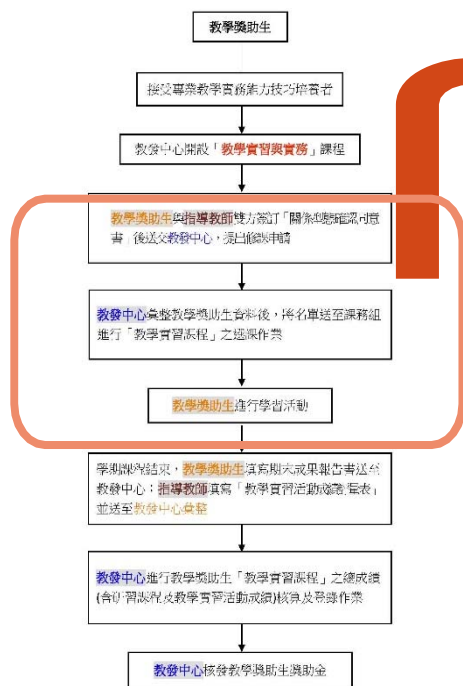 教學獎助生
接受專業教學實務能力技巧培養者
教發中心開設「教學實習與實務」課程
教學獎助生與指導教師雙方簽訂「關係型態確認同意
書」後送交教發中心，提出修課申請
教發中心彙整教學獎助生資料後，將名單送至課務組
進行「教學實習課程」之選課作業
教學獎助生進行學習活動
學期課程結束，教學獎助生填寫期末成果報告書送至
教發中心；指導教師填寫「教學實習活動成績評量表」
並送至教發中心彙整
教發中心進行教學獎助生「教學實習課程」之總成績
(含研習課程及教學實習活動成績)核算及登錄作業
教發中心核發教學獎助生獎助金